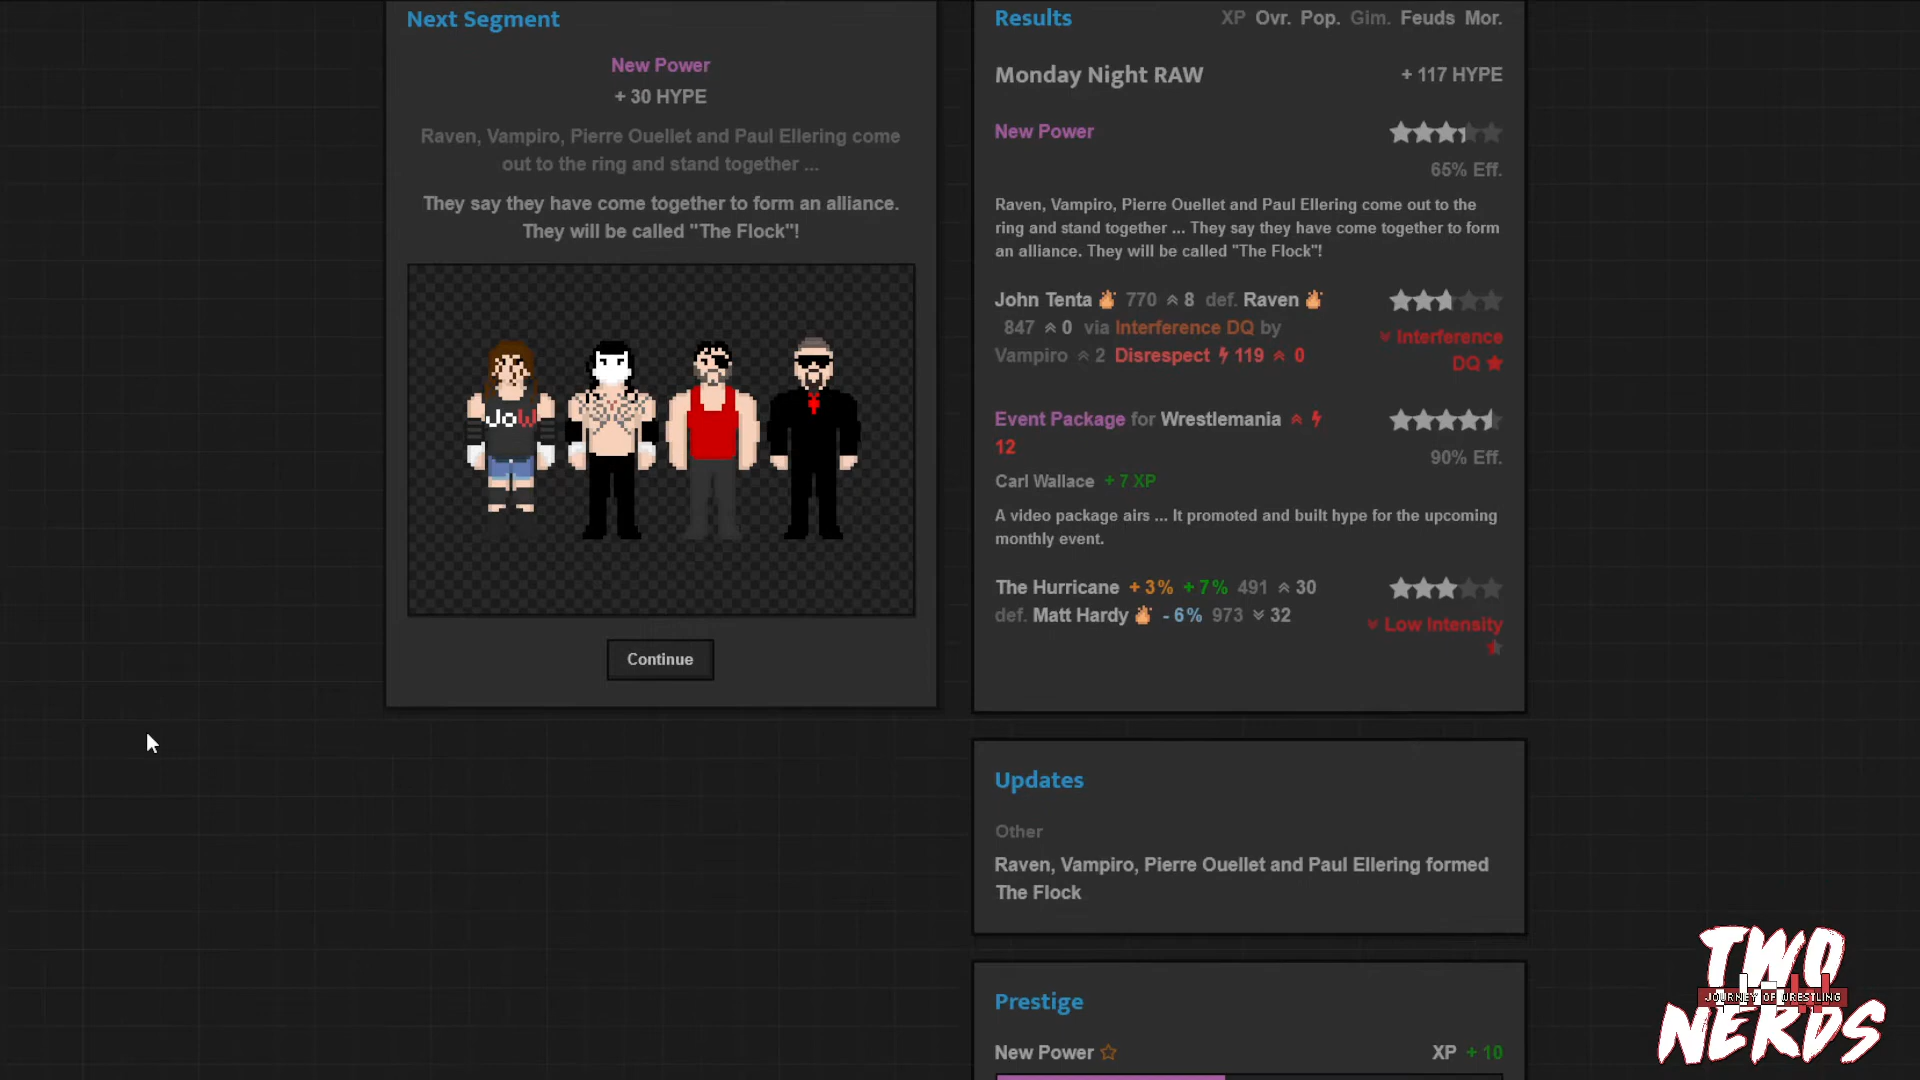 Next Segment
New Power
+ 30 HYPE
Raven, Vampiro, Pierre Ouellet and Paul Ellering come
out to the ring and stand together ...
They say they have come together to form an alliance.
They will be called "The Flock"!
JoW
Continue
Results XP Ovr. Pop. Gim. Feuds Mor.
Monday Night RAW + 117 HYPE
New Power
65% Eff.
Raven, Vampiro, Pierre Ouellet and Paul Ellering come out to the
ring and stand together ... They say they have come together to form
an alliance. They will be called "The Flock"!
John Tenta 770 8 def. Raven
847 0 via Interference DQ by
Vampiro 2 Disrespect 119 0
Interference
DQ
Event Package for Wrestlemania
12
90% Eff.
Carl Wallace + 7 XP
A video package airs ... It promoted and built hype for the upcoming
monthly event.
The Hurricane + 3% + 7% 491 30
def. Matt Hardy - 6% 973 32
Low Intensity
Updates
Other
Raven, Vampiro, Pierre Ouellet and Paul Ellering formed
The Flock
Prestige
New Power XP + 10
TWO
JOURNEY OF WRESTLING
NERDS